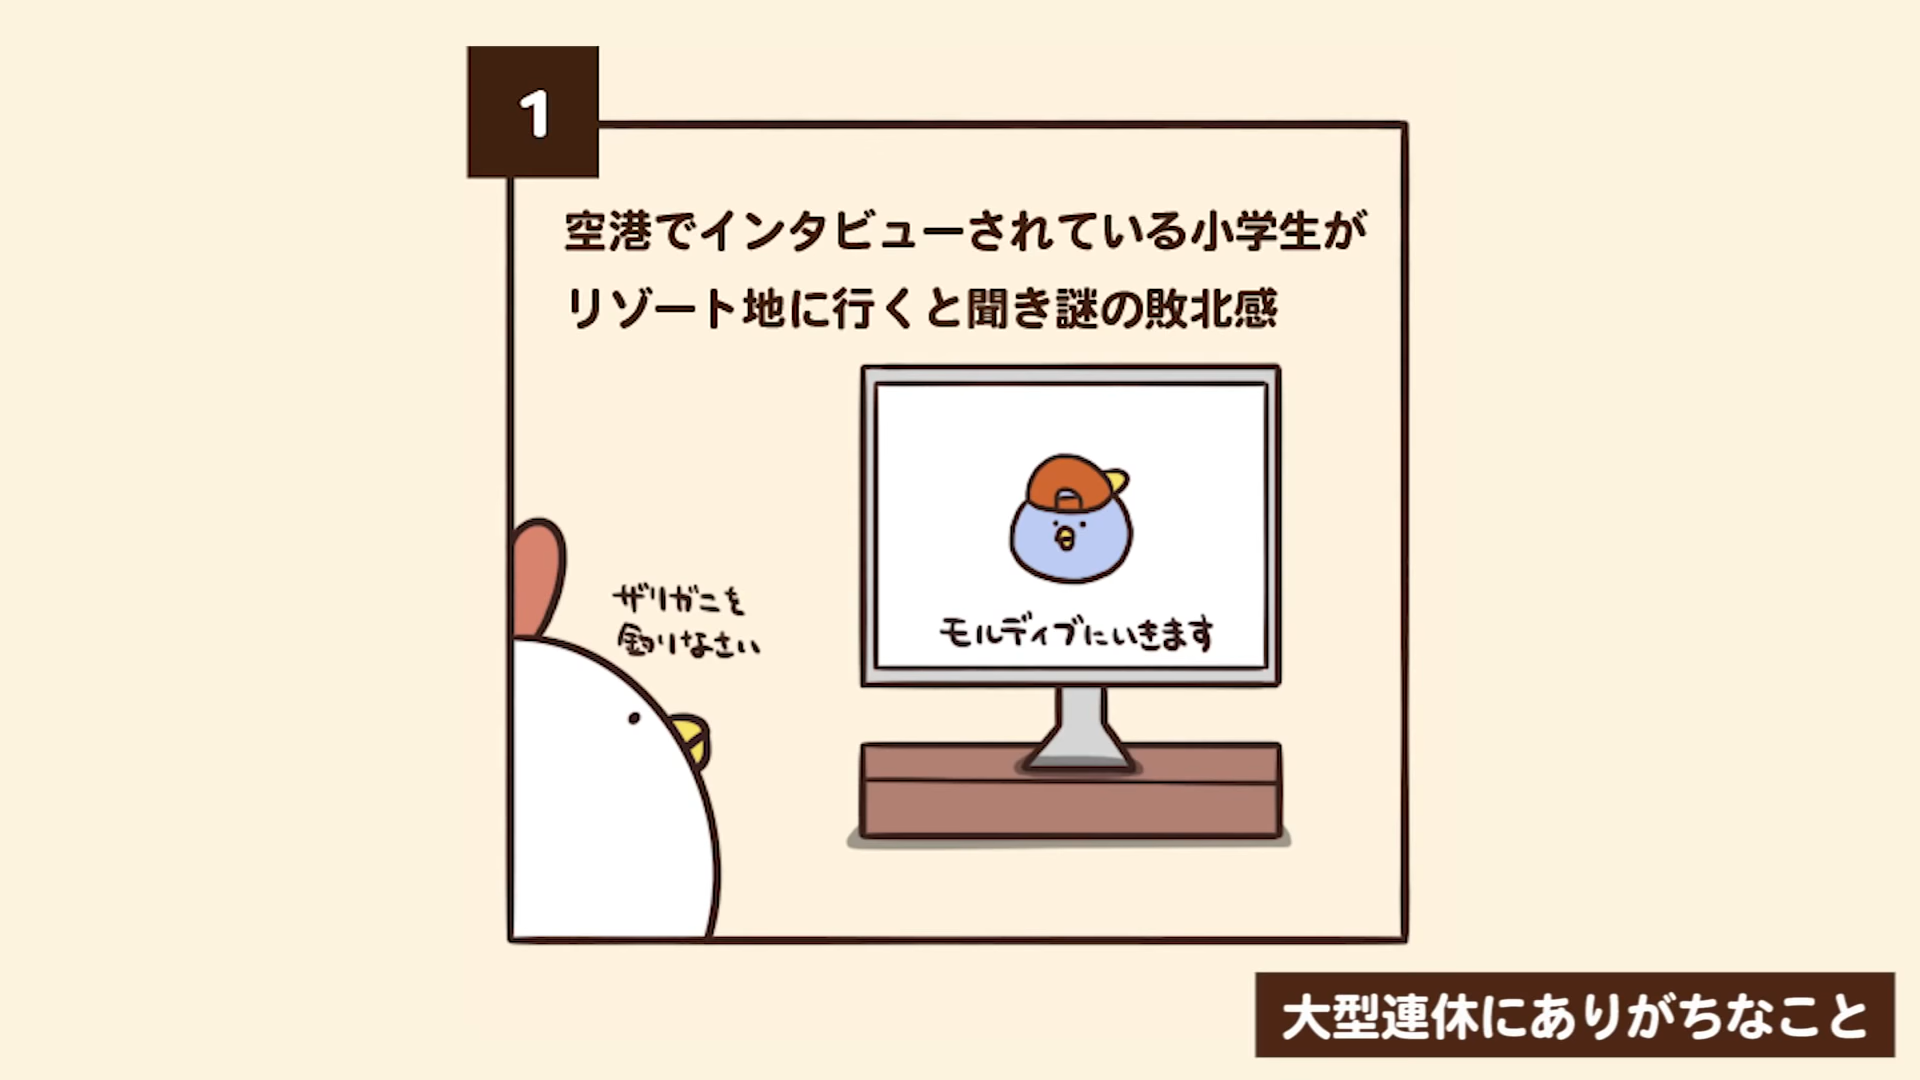 1
空港でインタビューされている小学生が
リゾート地に行くと聞き謎の敗北感
ザリガニを
釣りなさい
モルディブにいきます
大型連休にありがちなこと